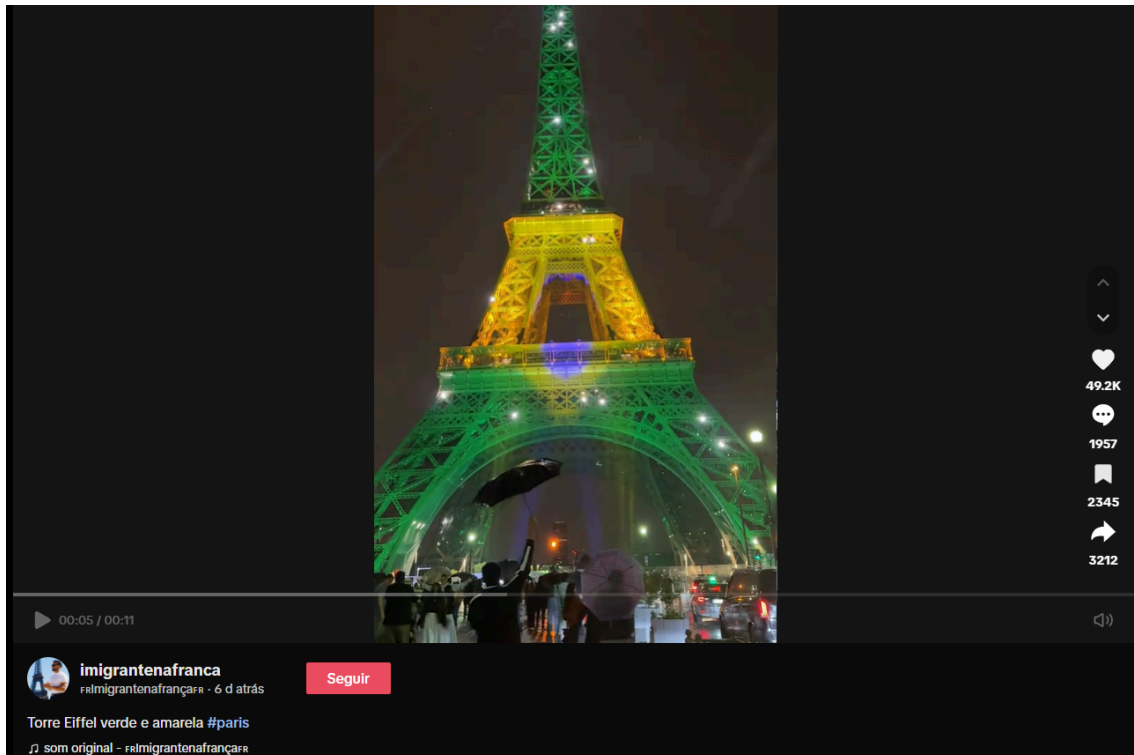 49.2K
1957
2345
3212
00:05 / 00:11
imigrantenafranca
FRImigrantenafrançaFR · 6 d atrás
Seguir
Torre Eiffel verde e amarela #paris
♫ som original - FRImigrantenafrançaFR